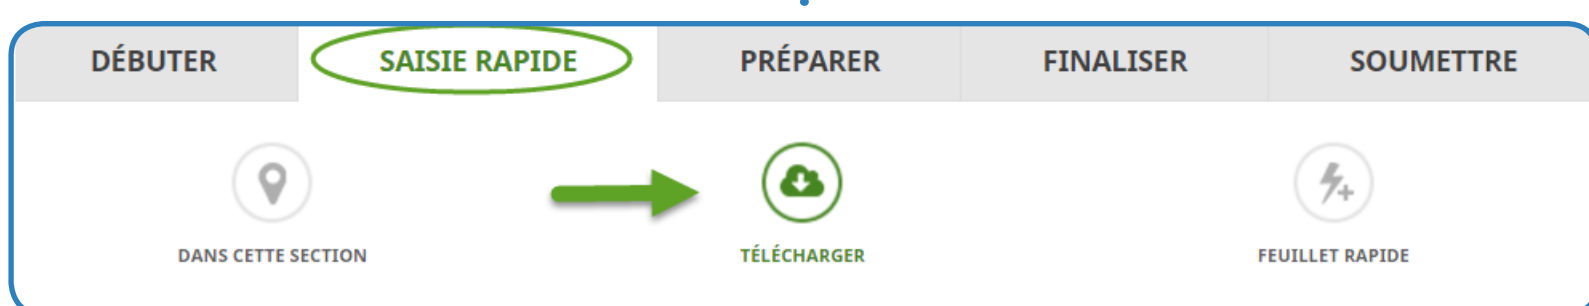 DÉBUTER SAISIE RAPIDE PRÉPARER FINALISER SOUMETTRE
DANS CETTE SECTION TÉLÉCHARGER FEUILLET RAPIDE